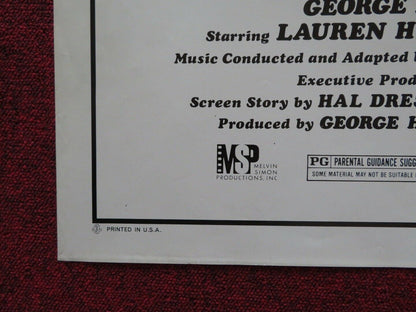 GEORGE
Starring LAUREN H
Music Conducted and Adapted
Executive Prod
Screen Story by HAL DRES
Produced by GEORGE H
MSP MELVIN
SIMON
PRODUCTIONS, INC
PG PARENTAL GUIDANCE SUGG
SOME MATERIAL MAY NOT BE SUITABLE
PRINTED IN U.S.A.